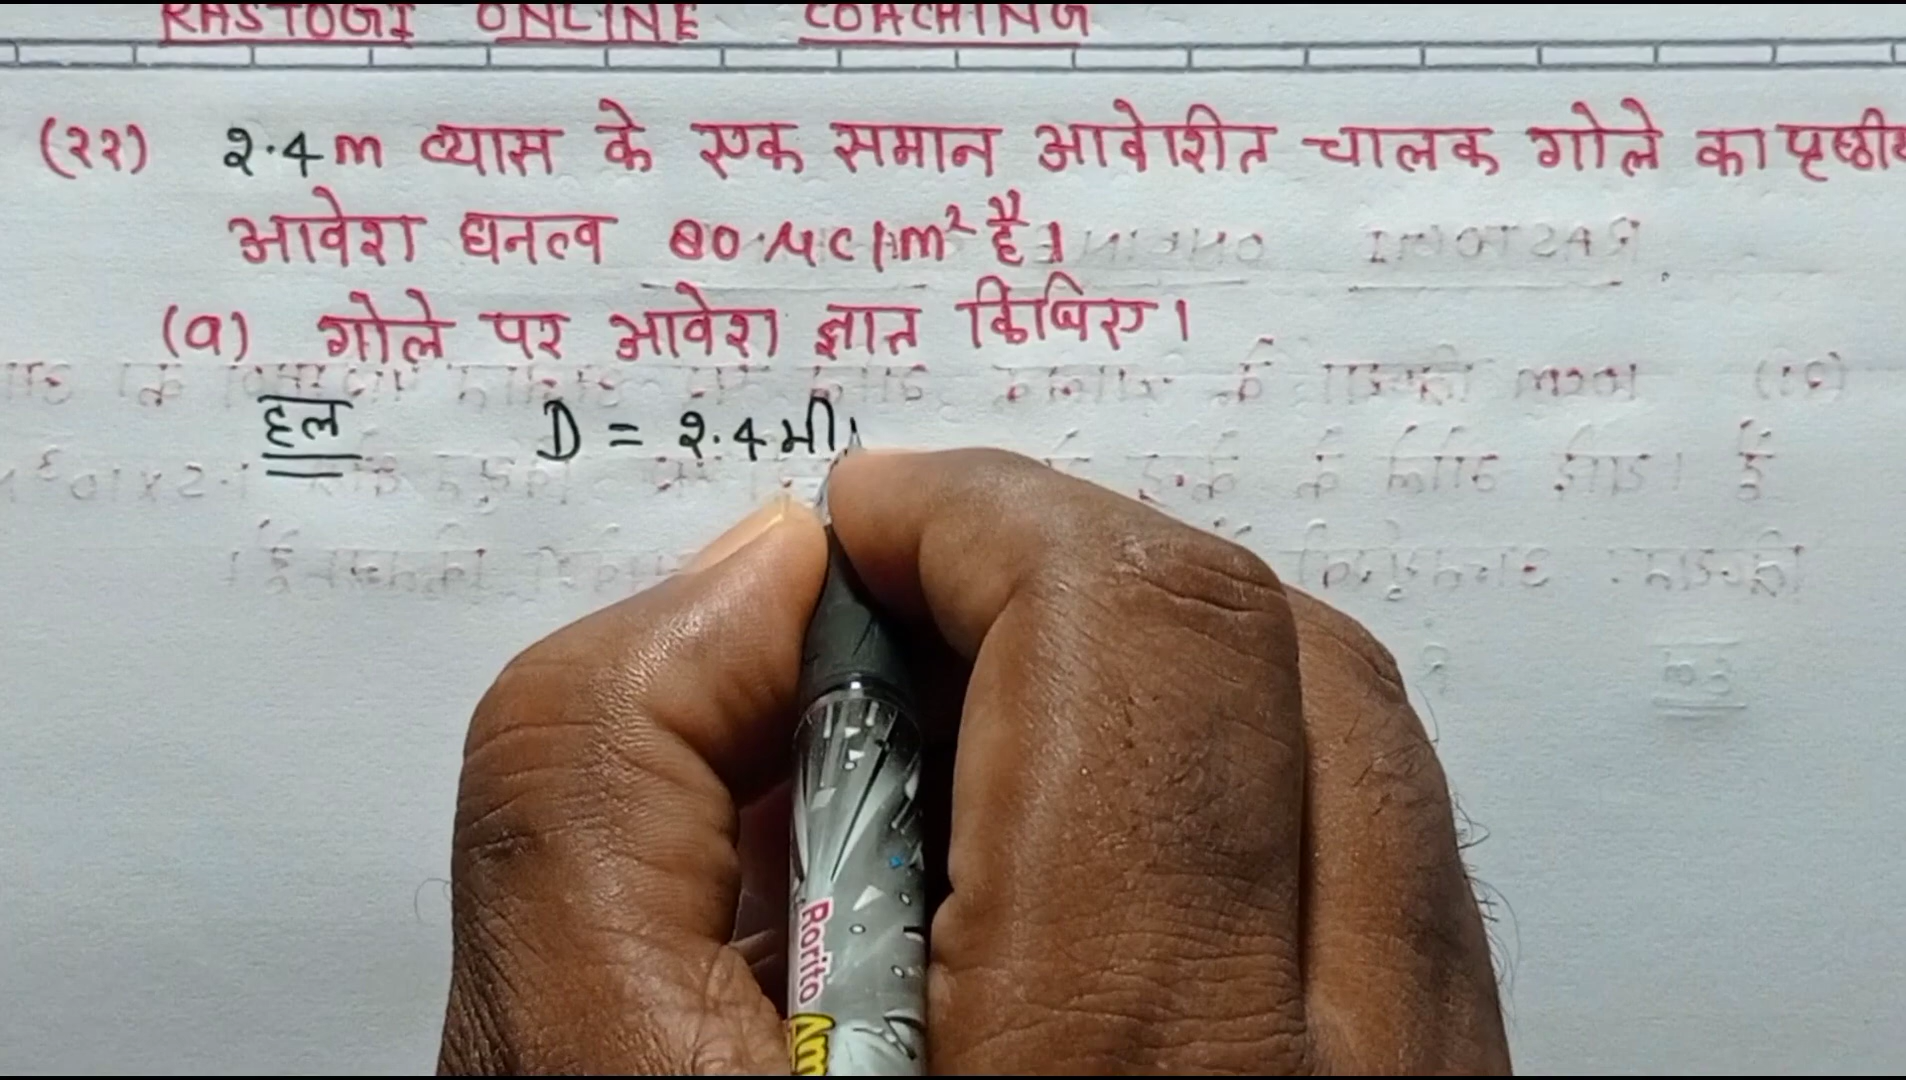 RASTOGI ONLINE COACHING
(२२) २.4 m व्यास के एक समान आवेशीत चालक गोले का पृष्ठीय
आवेश घनत्व 80 μC/m² है।
(a) गोले पर आवेश ज्ञात किजिए।
हल D = २.4 मी
Rorito